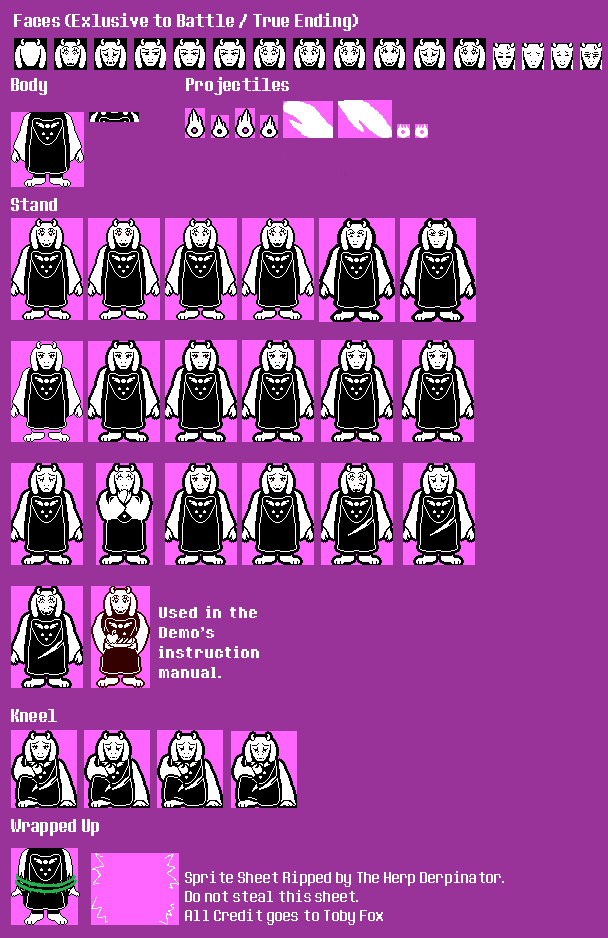 Faces (Exlusive to Battle / True Ending)
Body
Projectiles
Stand
Used in the
Demo's
instruction
manual.
Kneel
Wrapped Up
Sprite Sheet Ripped by The Herp Derpinator.
Do not steal this sheet.
All Credit goes to Toby Fox